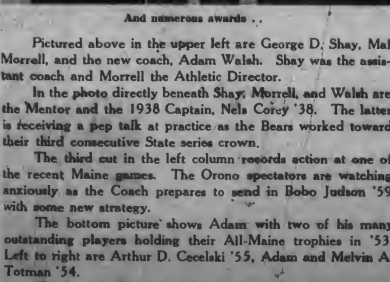 And numerous awards . .
Pictured above in the upper left are George D. Shay, Mal
Morrell, and the new coach, Adam Walsh. Shay was the assis-
tant coach and Morrell the Athletic Director.
In the photo directly beneath Shay, Morrell, and Walsh are
the Mentor and the 1938 Captain, Nels Corey '38. The latter
is receiving a pep talk at practice as the Bears worked toward
their third consecutive State series crown.
The third cut in the left column records action at one of
the recent Maine games. The Orono spectators are watching
anxiously as the Coach prepares to send in Bobo Judson '59
with some new strategy.
The bottom picture shows Adam with two of his many
outstanding players holding their All-Maine trophies in '53
Left to right are Arthur D. Cecelski '55, Adam and Melvin A
Totman '54.